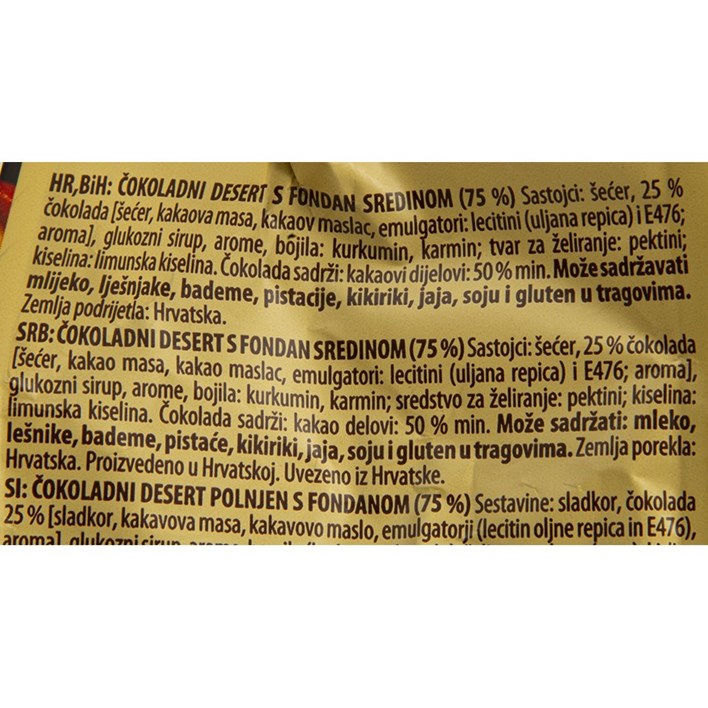 HR,BiH: ČOKOLADNI DESERT S FONDAN SREDINOM (75 %) Sastojci: šećer, 25 %
čokolada [šećer, kakaova masa, kakaov maslac, emulgatori: lecitini (uljana repica) i E476;
aroma], glukozni sirup, arome, bojila: kurkumin, karmin; tvar za želiranje: pektini;
kiselina: limunska kiselina. Čokolada sadrži: kakaovi dijelovi: 50 % min. Može sadržavati
mlijeko, lješnjake, bademe, pistacije, kikiriki, jaja, soju i gluten u tragovima.
Zemlja podrijetla: Hrvatska.
SRB: ČOKOLADNI DESERT S FONDAN SREDINOM (75 %) Sastojci: šećer, 25 % čokolada
[šećer, kakao masa, kakao maslac, emulgatori: lecitini (uljana repica) i E476; aroma],
glukozni sirup, arome, bojila: kurkumin, karmin; sredstvo za želiranje: pektini; kiselina:
limunska kiselina. Čokolada sadrži: kakao delovi: 50 % min. Može sadržati: mleko,
lešnike, bademe, pistaće, kikiriki, jaja, soju i gluten u tragovima. Zemlja porekla:
Hrvatska. Proizvedeno u Hrvatskoj. Uvezeno iz Hrvatske.
SI: ČOKOLADNI DESERT POLNJEN S FONDANOM (75 %) Sestavine: sladkor, čokolada
25 % [sladkor, kakavova masa, kakavovo maslo, emulgatorji (lecitin oljne repice in E476),
aroma], glukozni sirup,